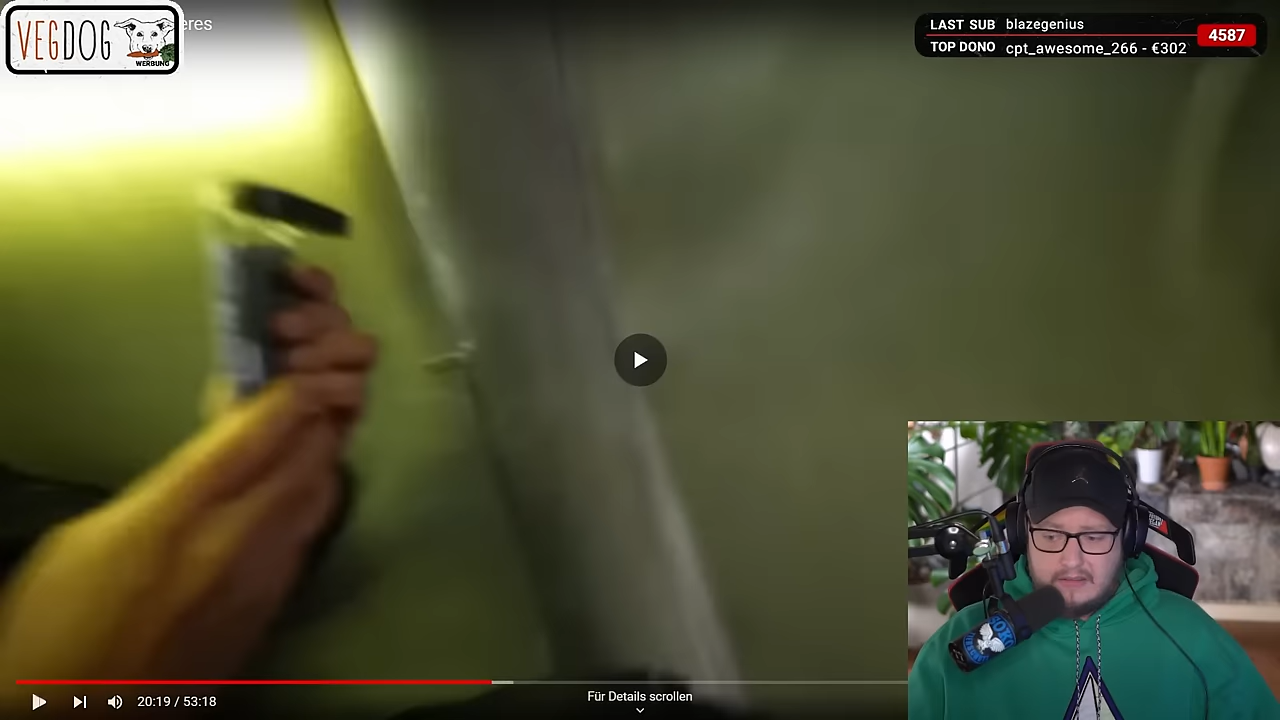 VEGDOG
WERBUNG
eres
LAST SUB blazegenius
TOP DONO cpt_awesome_266 - €302
4587
20:19 / 53:18
Für Details scrollen